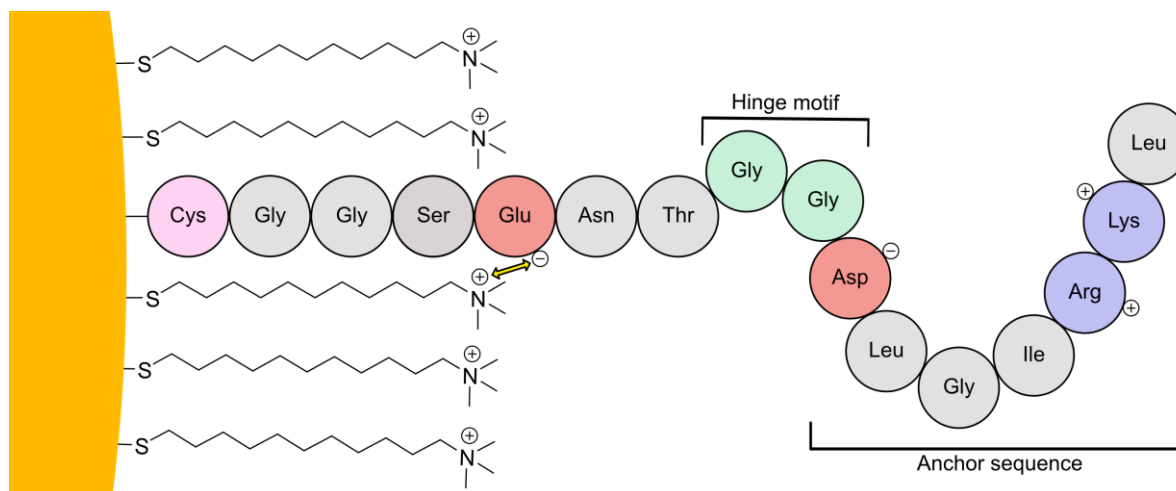 S
N
+
S
N
+
Hinge motif
Cys
Gly
Gly
Ser
Glu
−
Asn
Thr
Gly
Gly
Asp
−
Leu
Gly
Ile
Arg
+
Lys
+
Leu
S
N
+
S
N
+
S
N
+
Anchor sequence